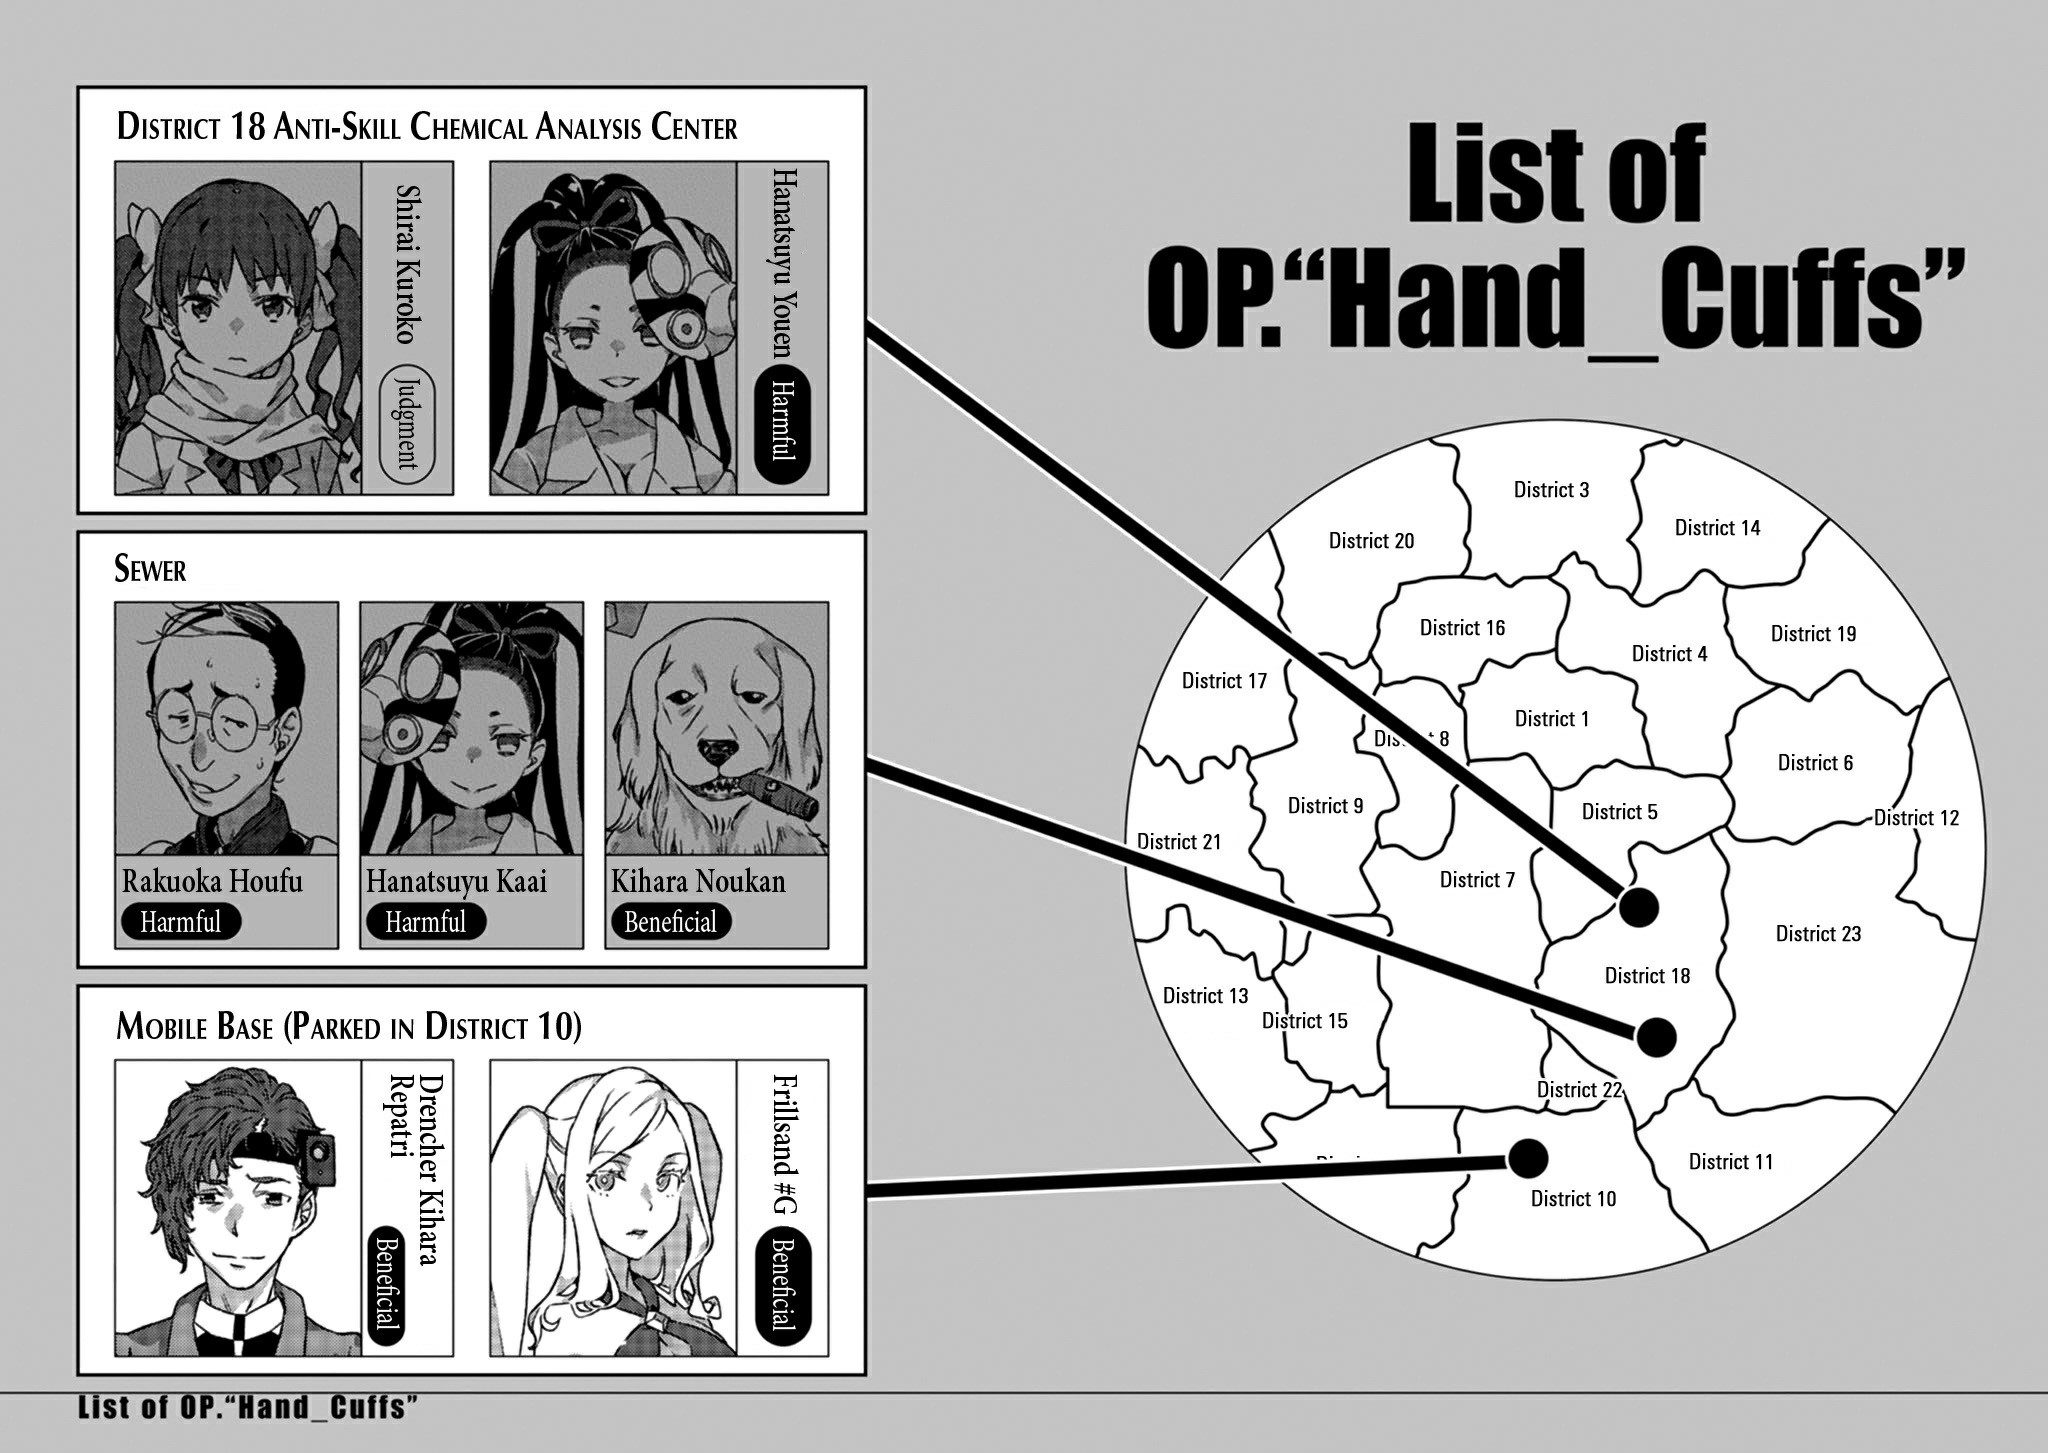 List of
OP.“Hand_Cuffs”
District 18 Anti-Skill Chemical Analysis Center
Shirai Kuroko
Judgment
Hanatsuyu Youen
Harmful
Sewer
Rakuoka Houfu
Harmful
Hanatsuyu Kaai
Harmful
Kihara Noukan
Beneficial
Mobile Base (Parked in District 10)
Drencher Kihara
Repatri
Beneficial
Frillsand #G
Beneficial
District 3
District 14
District 20
District 16
District 19
District 4
District 17
District 1
8
District 6
District 9
District 5
District 12
District 21
District 7
District 23
District 18
District 13
District 15
District 22
District 11
District 10
List of OP.“Hand_Cuffs”